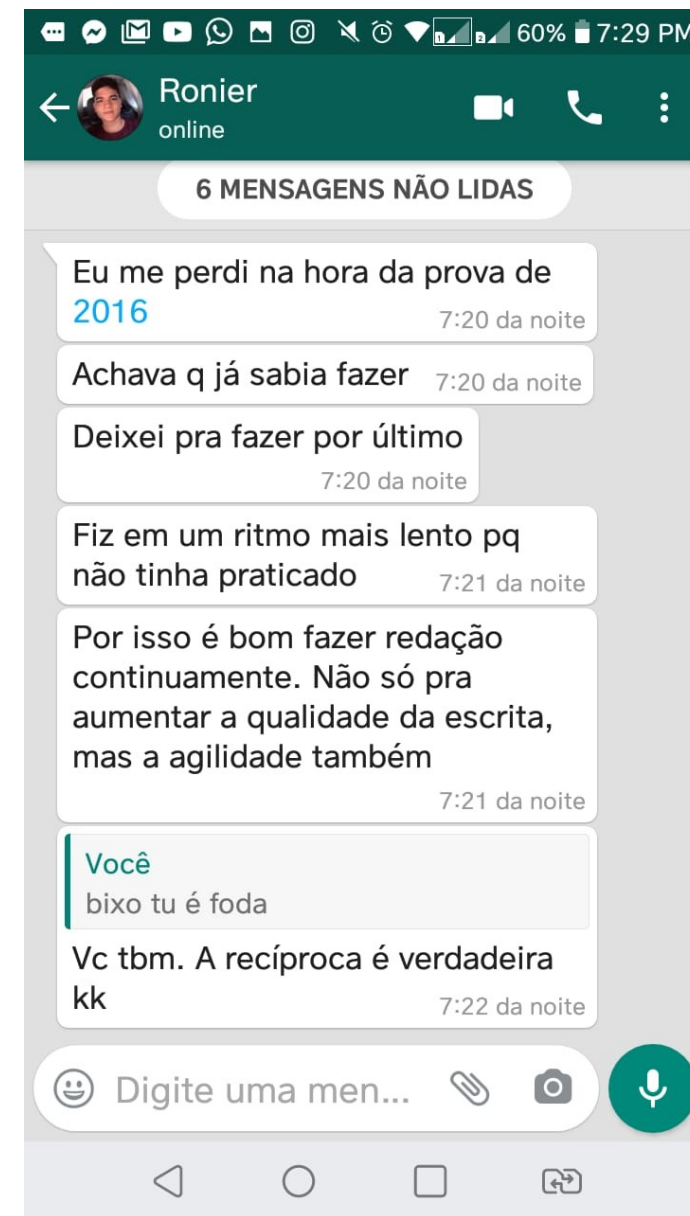 60% 7:29 PM
Ronier
online
6 MENSAGENS NÃO LIDAS
Eu me perdi na hora da prova de
2016
7:20 da noite
Achava q já sabia fazer 7:20 da noite
Deixei pra fazer por último
7:20 da noite
Fiz em um ritmo mais lento pq
não tinha praticado 7:21 da noite
Por isso é bom fazer redação
continuamente. Não só pra
aumentar a qualidade da escrita,
mas a agilidade também
7:21 da noite
Você
bixo tu é foda
Vc tbm. A recíproca é verdadeira
kk 7:22 da noite
Digite uma men...